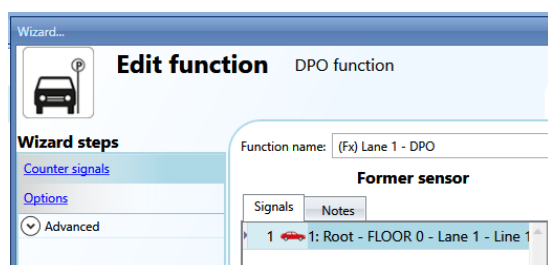 Wizard...
P
Edit function
DPO function
Wizard steps
Counter signals
Options
Advanced
Function name: (Fx) Lane 1 - DPO
Former sensor
Signals
Notes
1 1: Root - FLOOR 0 - Lane 1 - Line 1